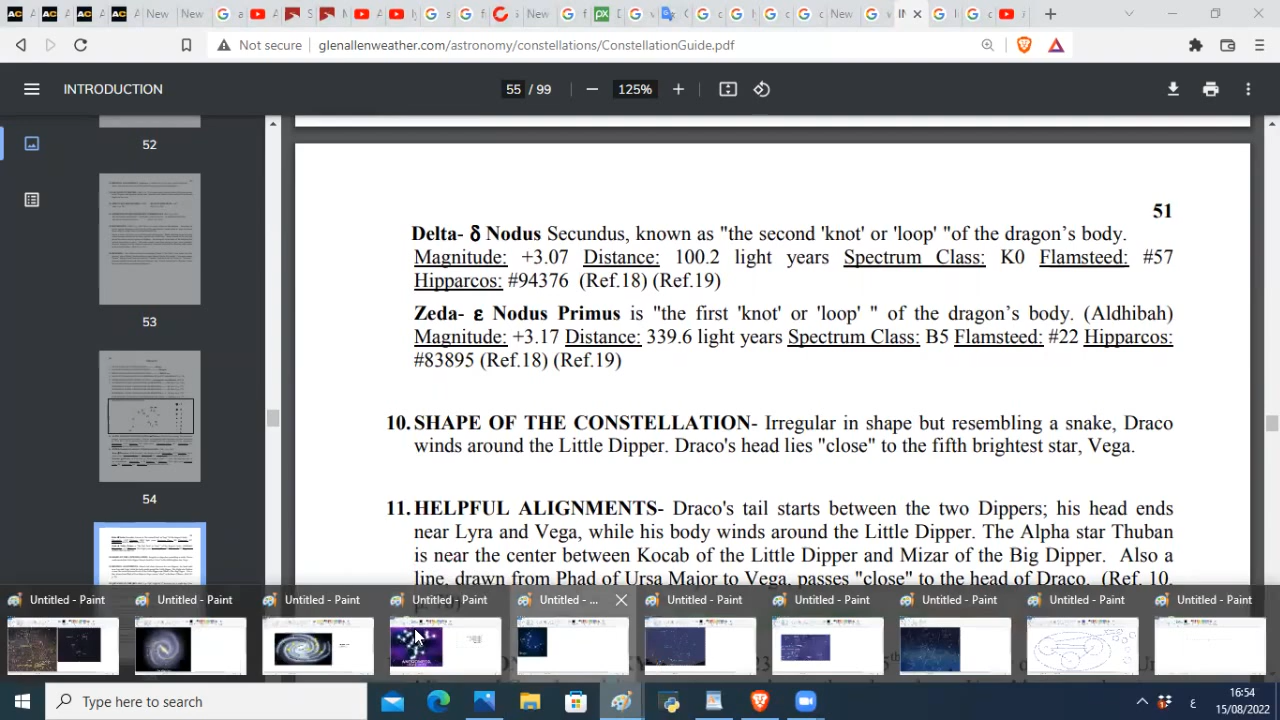 New
New
New
Not secure
glenallenweather.com/astronomy/constellations/ConstellationGuide.pdf
INTRODUCTION
55 / 99
125%
52
53
54
51
Delta- δ Nodus Secundus, known as "the second 'knot' or 'loop' "of the dragon's body.
Magnitude: +3.07 Distance: 100.2 light years Spectrum Class: K0 Flamsteed: #57
Hipparcos: #94376 (Ref.18) (Ref.19)
Zeda- ε Nodus Primus is "the first 'knot' or 'loop' " of the dragon's body. (Aldhibah)
Magnitude: +3.17 Distance: 339.6 light years Spectrum Class: B5 Flamsteed: #22 Hipparcos:
#83895 (Ref.18) (Ref.19)
10. SHAPE OF THE CONSTELLATION- Irregular in shape but resembling a snake, Draco
winds around the Little Dipper. Draco's head lies "close" to the fifth brightest star, Vega.
11. HELPFUL ALIGNMENTS- Draco's tail starts between the two Dippers; his head ends
near Lyra and Vega, while his body winds around the Little Dipper. The Alpha star Thuban
is near the center between Kocab of the Little Dipper and Mizar of the Big Dipper. Also a
line, drawn from Phad of Ursa Major to Vega, passes "close" to the head of Draco. (Ref. 10,
Untitled - Paint
Untitled - Paint
Untitled - Paint
Untitled - Paint
Untitled - ...
Untitled - Paint
Untitled - Paint
Untitled - Paint
Untitled - Paint
Untitled - Paint
ANDROMEDA
Type here to search
ع
16:54
15/08/2022